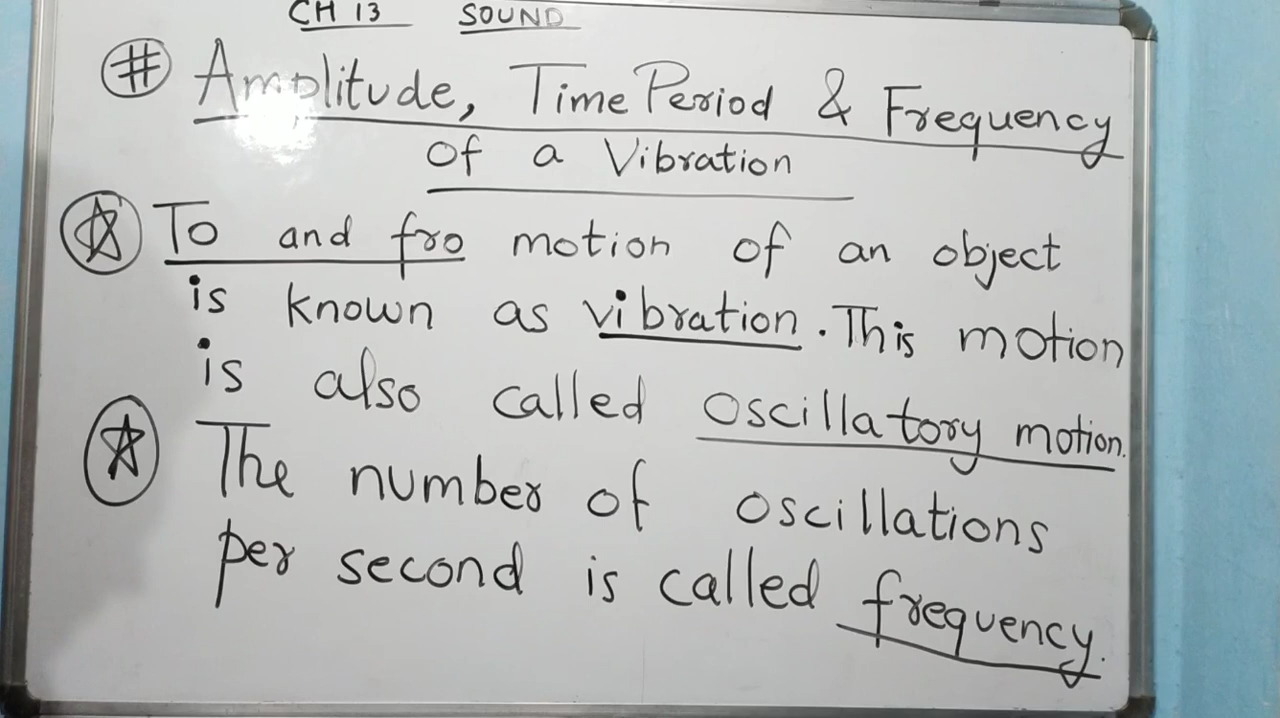 CH 13 SOUND
# Amplitude, Time Period & Frequency
of a Vibration
☆ To and fro motion of an object
is known as vibration. This motion
is also called oscillatory motion.
☆ The number of oscillations
per second is called frequency.